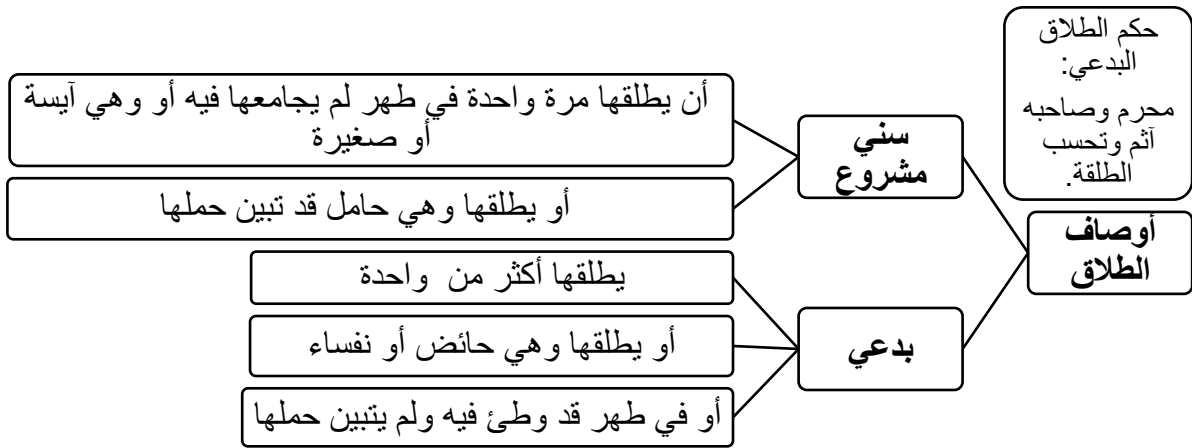 حكم الطلاق
البدعي:
محرم وصاحبه
آثم وتحسب
الطلقة.
أوصاف
الطلاق
سني
مشروع
أن يطلقها مرة واحدة في طهر لم يجامعها فيه أو وهي آيسة
أو صغيرة
أو يطلقها وهي حامل قد تبين حملها
بدعي
يطلقها أكثر من واحدة
أو يطلقها وهي حائض أو نفساء
أو في طهر قد وطئ فيه ولم يتبين حملها